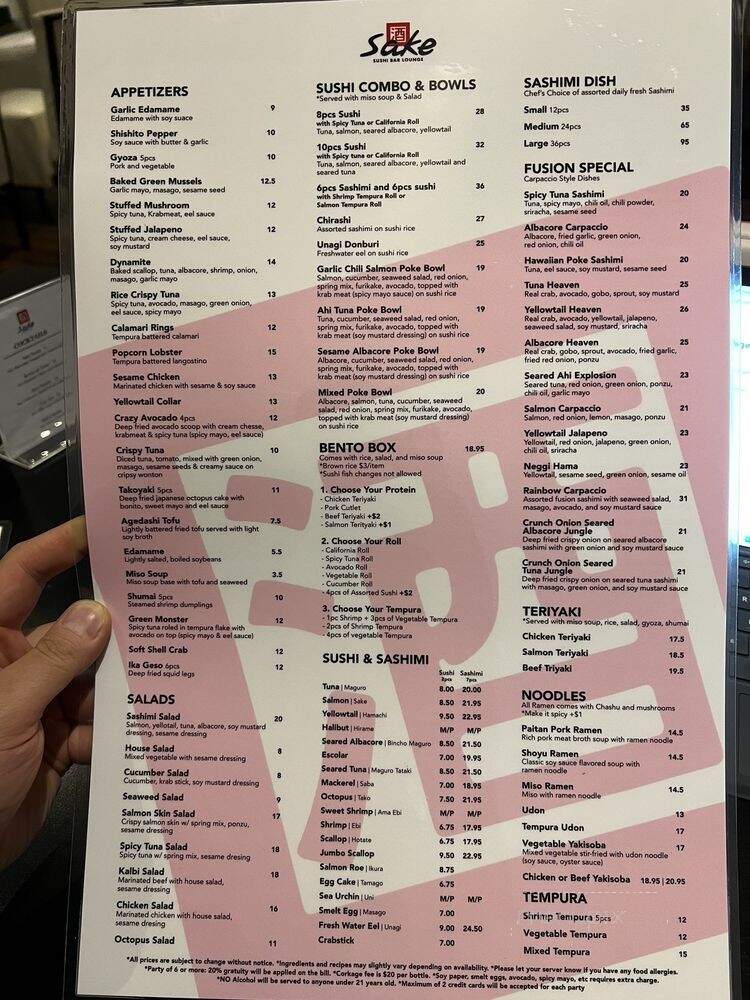 酒
Sake
SUSHI BAR LOUNGE
APPETIZERS
Garlic Edamame 9
Edamame with soy suace
Shishito Pepper 10
Soy sauce with butter & garlic
Gyoza 5pcs 10
Pork and vegetable
Baked Green Mussels 12.5
Garlic mayo, masago, sesame seed
Stuffed Mushroom 12
Spicy tuna, Krabmeat, eel sauce
Stuffed Jalapeno 12
Spicy tuna, cream cheese, eel sauce,
soy mustard
Dynamite 14
Baked scallop, tuna, albacore, shrimp, onion,
masago, garlic mayo
Rice Crispy Tuna 13
Spicy tuna, avocado, masago, green onion,
eel sauce, spicy mayo
Calamari Rings 12
Tempura battered calamari
Popcorn Lobster 15
Tempura battered langostino
Sesame Chicken 13
Marinated chicken with sesame & soy sauce
Yellowtail Collar 13
Crazy Avocado 4pcs 12
Deep fried avocado scoop with cream chesse,
krabmeat & spicy tuna (spicy mayo, eel sauce)
Crispy Tuna 10
Diced tuna, tomato, mixed with green onion,
masago, sesame seeds & creamy sauce on
cripsy wonton
Takoyaki 5pcs 11
Deep fried japanese octopus cake with
bonito, sweet mayo and eel sauce
Agedashi Tofu 7.5
Lightly battered fried tofu served with light
soy broth
Edamame 5.5
Lightly salted, boiled soybeans
Miso Soup 3.5
Miso soup base with tofu and seaweed
Shumai 5pcs 10
Steamed shrimp dumplings
Green Monster 12
Spicy tuna roled in tempura flake with
avocado on top (spicy mayo & eel sauce)
Soft Shell Crab 12
Ika Geso 6pcs 12
Deep fried squid legs
SALADS
Sashimi Salad 20
Salmon, yellotail, tuna, albacore, soy mustard
dressing, sesame dressing
House Salad 8
Mixed vegetable with sesame dressing
Cucumber Salad 8
Cucumber, krab stick, soy mustard dressing
Seaweed Salad 9
Salmon Skin Salad 17
Crispy salmon skin w/ spring mix, ponzu,
sesame dressing
Spicy Tuna Salad 18
Spicy tuna w/ spring mix, sesame dresing
Kalbi Salad 18
Marinated beef with house salad,
sesame dressing
Chicken Salad 16
Marinated chicken with house salad,
sesame dresing
Octopus Salad 11
SUSHI COMBO & BOWLS
*Served with miso soup & Salad
8pcs Sushi 28
with Spicy Tuna or California Roll
Tuna, salmon, seared albacore, yellowtail
10pcs Sushi 32
with Spicy tuna or California Roll
Tuna, salmon, seared albacore, yellowtail and
seared tuna
6pcs Sashimi and 6pcs sushi 36
with Shrimp Tempura Roll or
Salmon Tempura Roll
Chirashi 27
Assorted sashimi on sushi rice
Unagi Donburi 25
Freshwater eel on sushi rice
Garlic Chili Salmon Poke Bowl 19
Salmon, cucumber, seaweed salad, red onion,
spring mix, furikake, avocado, topped with
krab meat (spicy mayo sauce) on sushi rice
Ahi Tuna Poke Bowl 19
Tuna, cucumber, seaweed salad, red onion,
spring mix, furikake, avocado, topped with
krab meat (soy mustard dressing) on sushi rice
Sesame Albacore Poke Bowl 19
Albacore, cucumber, seaweed salad, red onion,
spring mix, furikake, avocado, topped with
krab meat (soy mustard dressing) on sushi rice
Mixed Poke Bowl 20
Albacore, salmon, tuna, cucumber, seaweed
salad, red onion, spring mix, furikake, avocado,
topped with krab meat (soy mustard dressing)
on sushi rice
BENTO BOX 18.95
Comes with rice, salad, and miso soup
*Brown rice $3/item
*Sushi fish changes not allowed
1. Choose Your Protein
- Chicken Teriyaki
- Pork Cutlet
- Beef Teriyaki +$2
- Salmon Terityaki +$1
2. Choose Your Roll
- California Roll
- Spicy Tuna Roll
- Avocado Roll
- Vegetable Roll
- Cucumber Roll
- 4pcs of Assorted Sushi +$2
3. Choose Your Tempura
- 1pc Shrimp + 3pcs of Vegetable Tempura
- 2pcs of Shrimp Tempura
- 4pcs of vegetable Tempura
SUSHI & SASHIMI
Sushi Sashimi
2pcs 7pcs
Tuna | Maguro 8.00 20.00
Salmon | Sake 8.50 21.95
Yellowtail | Hamachi 9.50 22.95
Halibut | Hirame M/P M/P
Seared Albacore | Bincho Maguro 8.50 21.50
Escolar 7.00 19.95
Seared Tuna | Maguro Tataki 8.50 21.50
Mackerel | Saba 7.00 18.95
Octopus | Tako 7.50 21.95
Sweet Shrimp | Ama Ebi M/P M/P
Shrimp | Ebi 6.75 17.95
Scallop | Hotate 6.75 17.95
Jumbo Scallop 9.50 22.95
Salmon Roe | Ikura 8.75
Egg Cake | Tamago 6.75
Sea Urchin | Uni M/P M/P
Smelt Egg | Masago 7.00
Fresh Water Eel | Unagi 9.00 24.50
Crabstick 7.00
SASHIMI DISH
Chef's Choice of assorted daily fresh Sashimi
Small 12pcs 35
Medium 24pcs 65
Large 36pcs 95
FUSION SPECIAL
Carpaccio Style Dishes
Spicy Tuna Sashimi 20
Tuna, spicy mayo, chili oil, chili powder,
sriracha, sesame seed
Albacore Carpaccio 24
Albacore, fried garlic, green onion,
red onion, chili oil
Hawaiian Poke Sashimi 20
Tuna, eel sauce, soy mustard, sesame seed
Tuna Heaven 25
Real crab, avocado, gobo, sprout, soy mustard
Yellowtail Heaven 26
Real crab, avocado, yellowtail, jalapeno,
seaweed salad, soy mustard, sriracha
Albacore Heaven 25
Real crab, gobo, sprout, avocado, fried garlic,
fried red onion, ponzu
Seared Ahi Explosion 23
Seared tuna, red onion, green onion, ponzu,
chili oil, garlic mayo
Salmon Carpaccio 21
Salmon, red onion, lemon, masago, ponzu
Yellowtail Jalapeno 23
Yellowtail, red onion, jalapeno, green onion,
chili oil, sriracha
Neggi Hama 23
Yellowtail, sesame seed, green onion, sesame oil
Rainbow Carpaccio 31
Assorted fusion sashimi with seaweed salad,
masago, avocado, and soy mustard sauce
Crunch Onion Seared
Albacore Jungle 21
Deep fried crispy onion on seared albacore
sashimi with green onion and soy mustard sauce
Crunch Onion Seared
Tuna Jungle 21
Deep fried crispy onion on seared tuna sashimi
with masago, green onion, and soy mustard sauce
TERIYAKI
*Served with miso soup, rice, salad, gyoza, shumai
Chicken Teriyaki 17.5
Salmon Teriyaki 18.5
Beef Triyaki 19.5
NOODLES
All Ramen comes with Chashu and mushrooms
*Make it spicy +$1
Paitan Pork Ramen 14.5
Rich pork meat broth soup with ramen noodle
Shoyu Ramen 14.5
Classic soy sauce flavored soup with
ramen noodle
Miso Ramen 14.5
Miso with ramen noodle
Udon 13
Tempura Udon 17
Vegetable Yakisoba 17
Mixed vegetable stir-fried with udon noodle
(soy sauce, oyster sauce)
Chicken or Beef Yakisoba 18.95 | 20.95
TEMPURA
Shrimp Tempura 5pcs 12
Vegetable Tempura 12
Mixed Tempura 15
*All prices are subject to change without notice. *Ingredients and recipes may slightly vary depending on availability. *Please let your server know if you have any food allergies.
*Party of 6 or more: 20% gratuity will be applied on the bill. *Corkage fee is $20 per bottle. *Soy paper, smelt eggs, avocado, spicy mayo, etc requires extra charge.
*NO Alcohol will be served to anyone under 21 years old. *Maximum of 2 credit cards will be accepted for each party
Sake